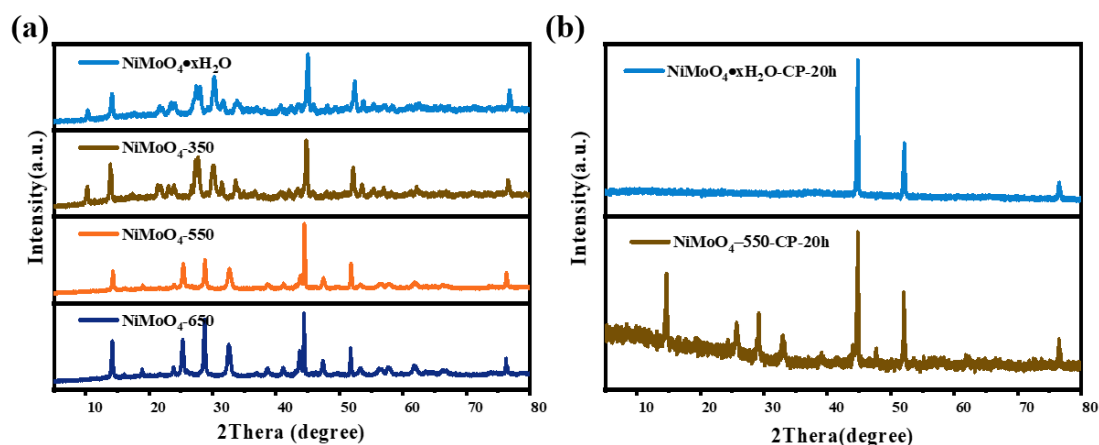 (a)
Intensity(a.u.)
NiMoO₄•xH₂O
NiMoO₄-350
NiMoO₄-550
NiMoO₄-650
10 20 30 40 50 60 70 80
2Thera (degree)
(b)
Intensity(a.u.)
NiMoO₄•xH₂O-CP-20h
NiMoO₄–550-CP-20h
10 20 30 40 50 60 70 80
2Thera(degree)